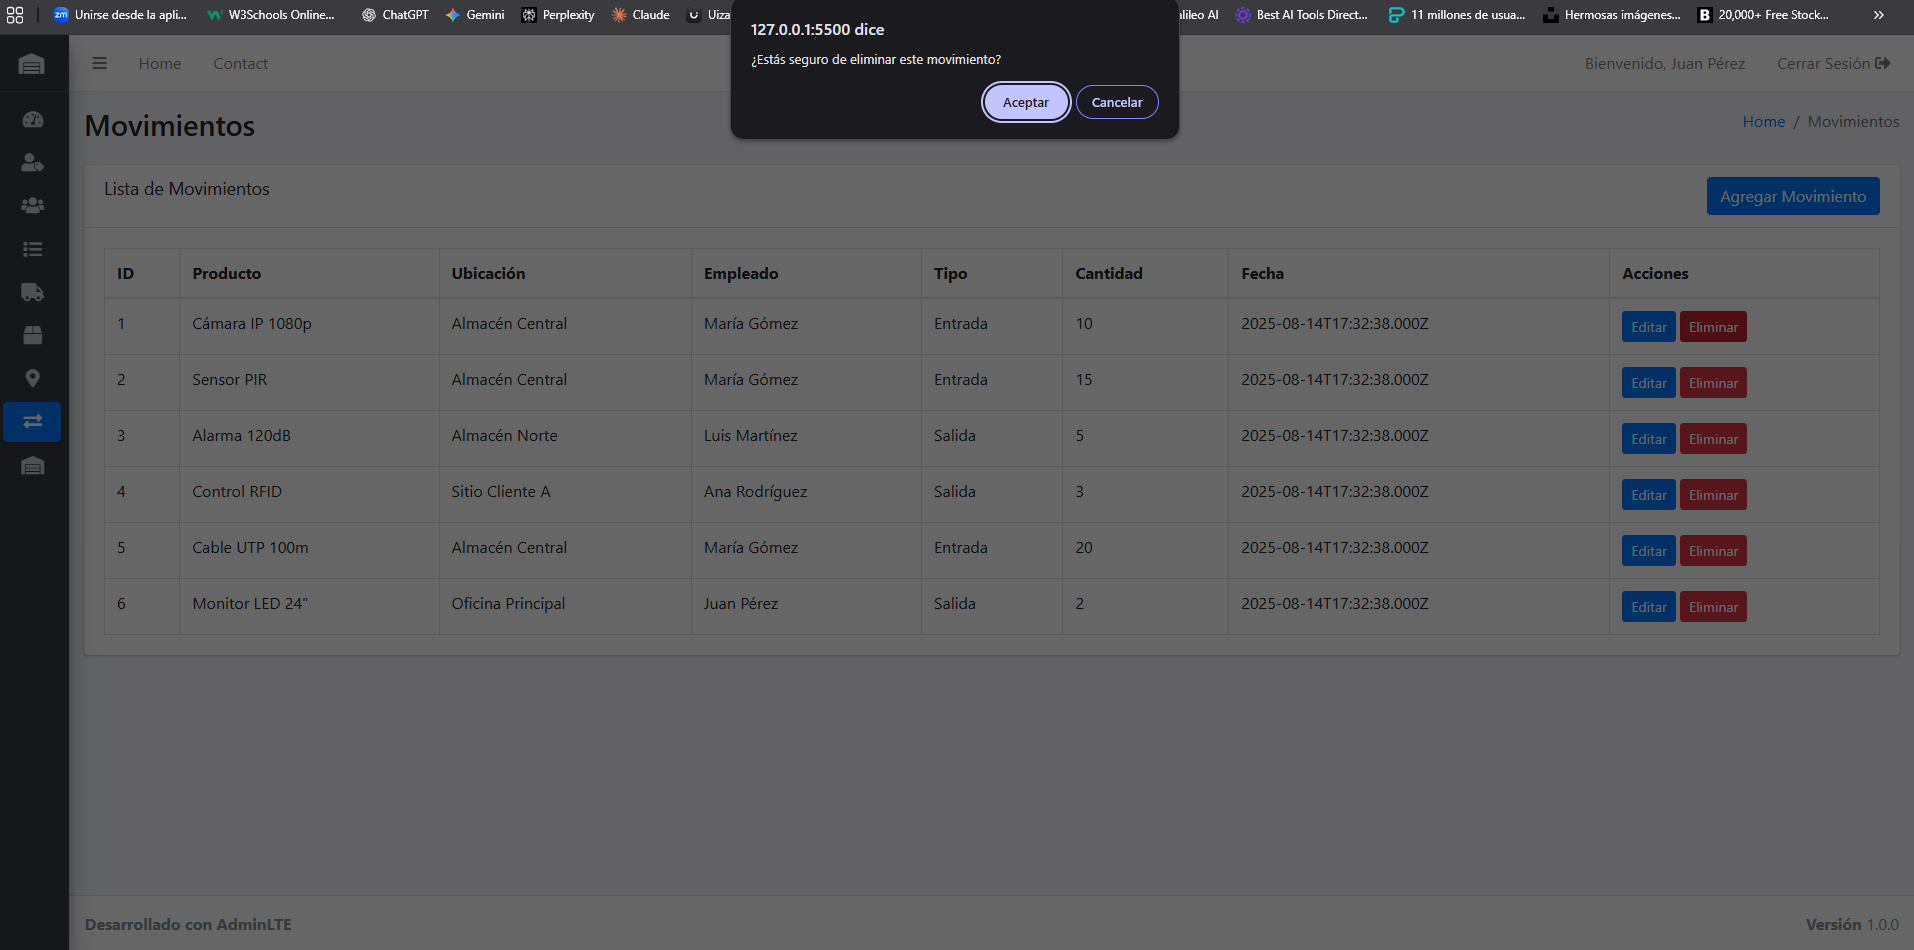 Unirse desde la apli...
W3Schools Online...
ChatGPT
Gemini
Perplexity
Claude
Uiza
alileo AI
Best AI Tools Direct...
11 millones de usua...
Hermosas imágenes...
20,000+ Free Stock...
127.0.0.1:5500 dice
¿Estás seguro de eliminar este movimiento?
Aceptar Cancelar
Home Contact
Bienvenido, Juan Pérez Cerrar Sesión
Movimientos
Home / Movimientos
Lista de Movimientos
Agregar Movimiento
ID Producto Ubicación Empleado Tipo Cantidad Fecha Acciones
1 Cámara IP 1080p Almacén Central María Gómez Entrada 10 2025-08-14T17:32:38.000Z Editar Eliminar
2 Sensor PIR Almacén Central María Gómez Entrada 15 2025-08-14T17:32:38.000Z Editar Eliminar
3 Alarma 120dB Almacén Norte Luis Martínez Salida 5 2025-08-14T17:32:38.000Z Editar Eliminar
4 Control RFID Sitio Cliente A Ana Rodríguez Salida 3 2025-08-14T17:32:38.000Z Editar Eliminar
5 Cable UTP 100m Almacén Central María Gómez Entrada 20 2025-08-14T17:32:38.000Z Editar Eliminar
6 Monitor LED 24" Oficina Principal Juan Pérez Salida 2 2025-08-14T17:32:38.000Z Editar Eliminar
Desarrollado con AdminLTE
Versión 1.0.0